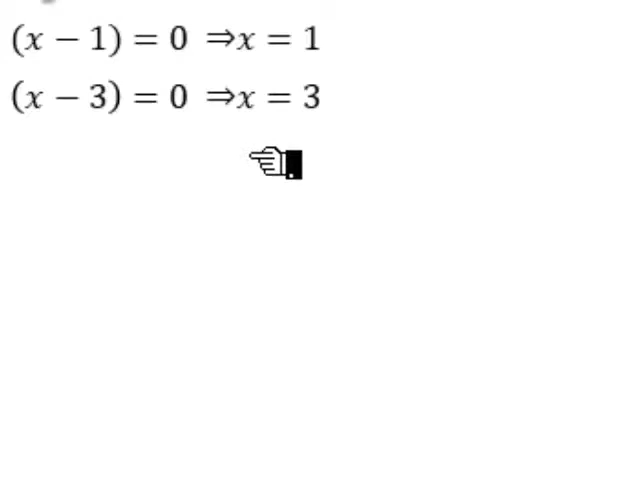 (x − 1) = 0 ⇒x = 1
(x − 3) = 0 ⇒x = 3